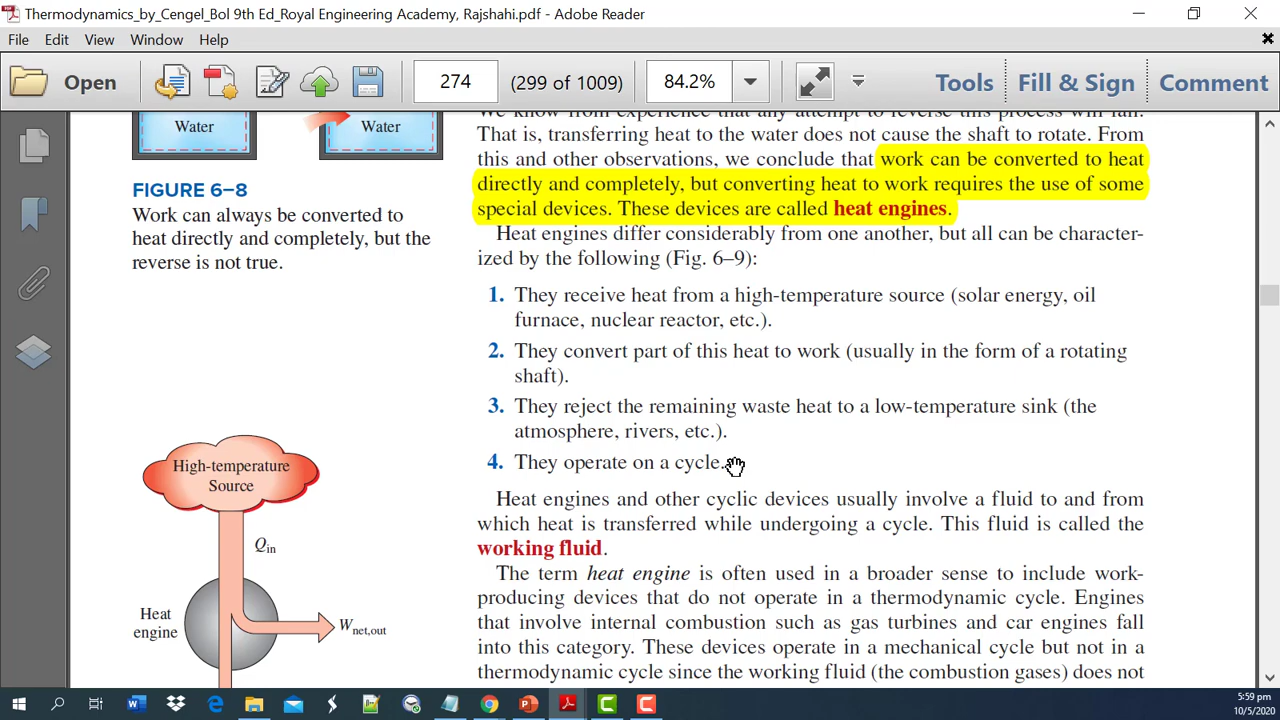 Thermodynamics_by_Cengel_Bol 9th Ed_Royal Engineering Academy, Rajshahi.pdf - Adobe Reader
File Edit View Window Help
Open 274 (299 of 1009) 84.2% Tools Fill & Sign Comment
Water Water
FIGURE 6–8
Work can always be converted to
heat directly and completely, but the
reverse is not true.
High-temperature
Source
Qin
Heat
engine
Wnet,out
We know from experience that any attempt to reverse this process will fail.
That is, transferring heat to the water does not cause the shaft to rotate. From
this and other observations, we conclude that work can be converted to heat
directly and completely, but converting heat to work requires the use of some
special devices. These devices are called heat engines.
Heat engines differ considerably from one another, but all can be character-
ized by the following (Fig. 6–9):
1. They receive heat from a high-temperature source (solar energy, oil
furnace, nuclear reactor, etc.).
2. They convert part of this heat to work (usually in the form of a rotating
shaft).
3. They reject the remaining waste heat to a low-temperature sink (the
atmosphere, rivers, etc.).
4. They operate on a cycle.
Heat engines and other cyclic devices usually involve a fluid to and from
which heat is transferred while undergoing a cycle. This fluid is called the
working fluid.
The term heat engine is often used in a broader sense to include work-
producing devices that do not operate in a thermodynamic cycle. Engines
that involve internal combustion such as gas turbines and car engines fall
into this category. These devices operate in a mechanical cycle but not in a
thermodynamic cycle since the working fluid (the combustion gases) does not
5:59 pm
10/5/2020